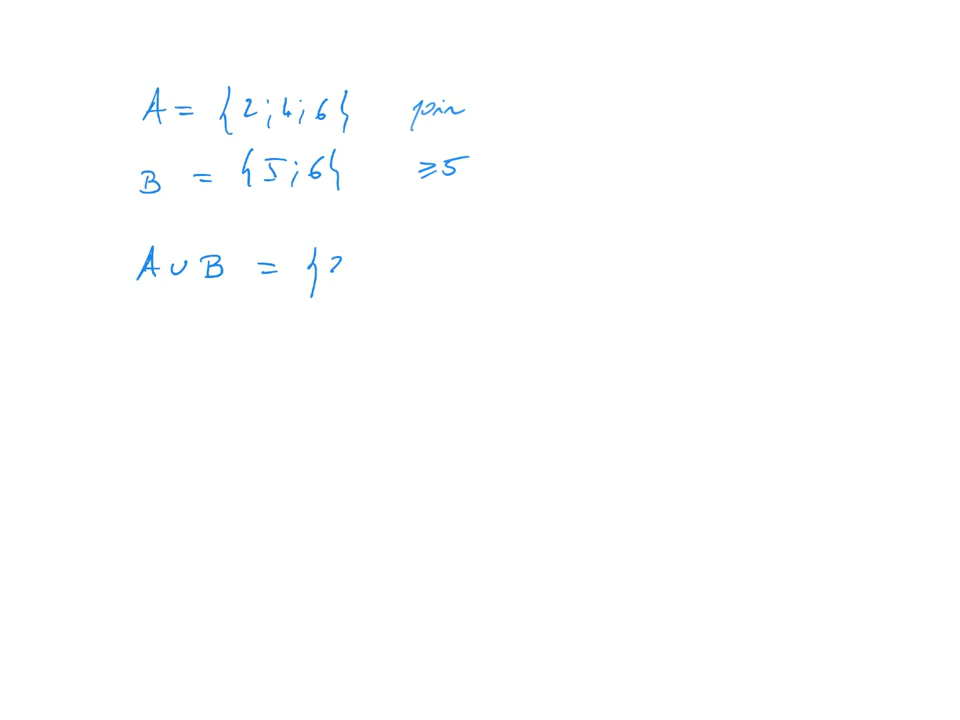 A = {2;4;6} pair
B = {5;6} ≥5
A ∪ B = {2